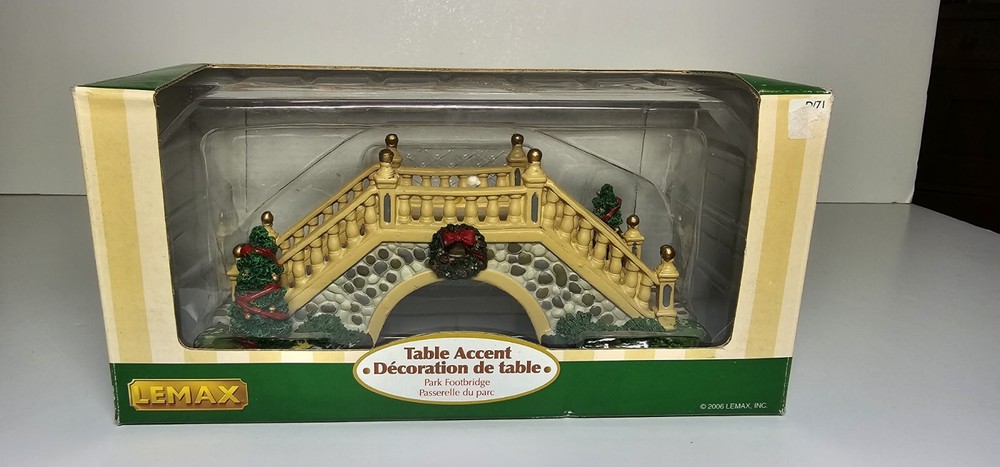 Table Accent
• Décoration de table •
Park Footbridge
Passerelle du parc
LEMAX
© 2006 LEMAX, INC.